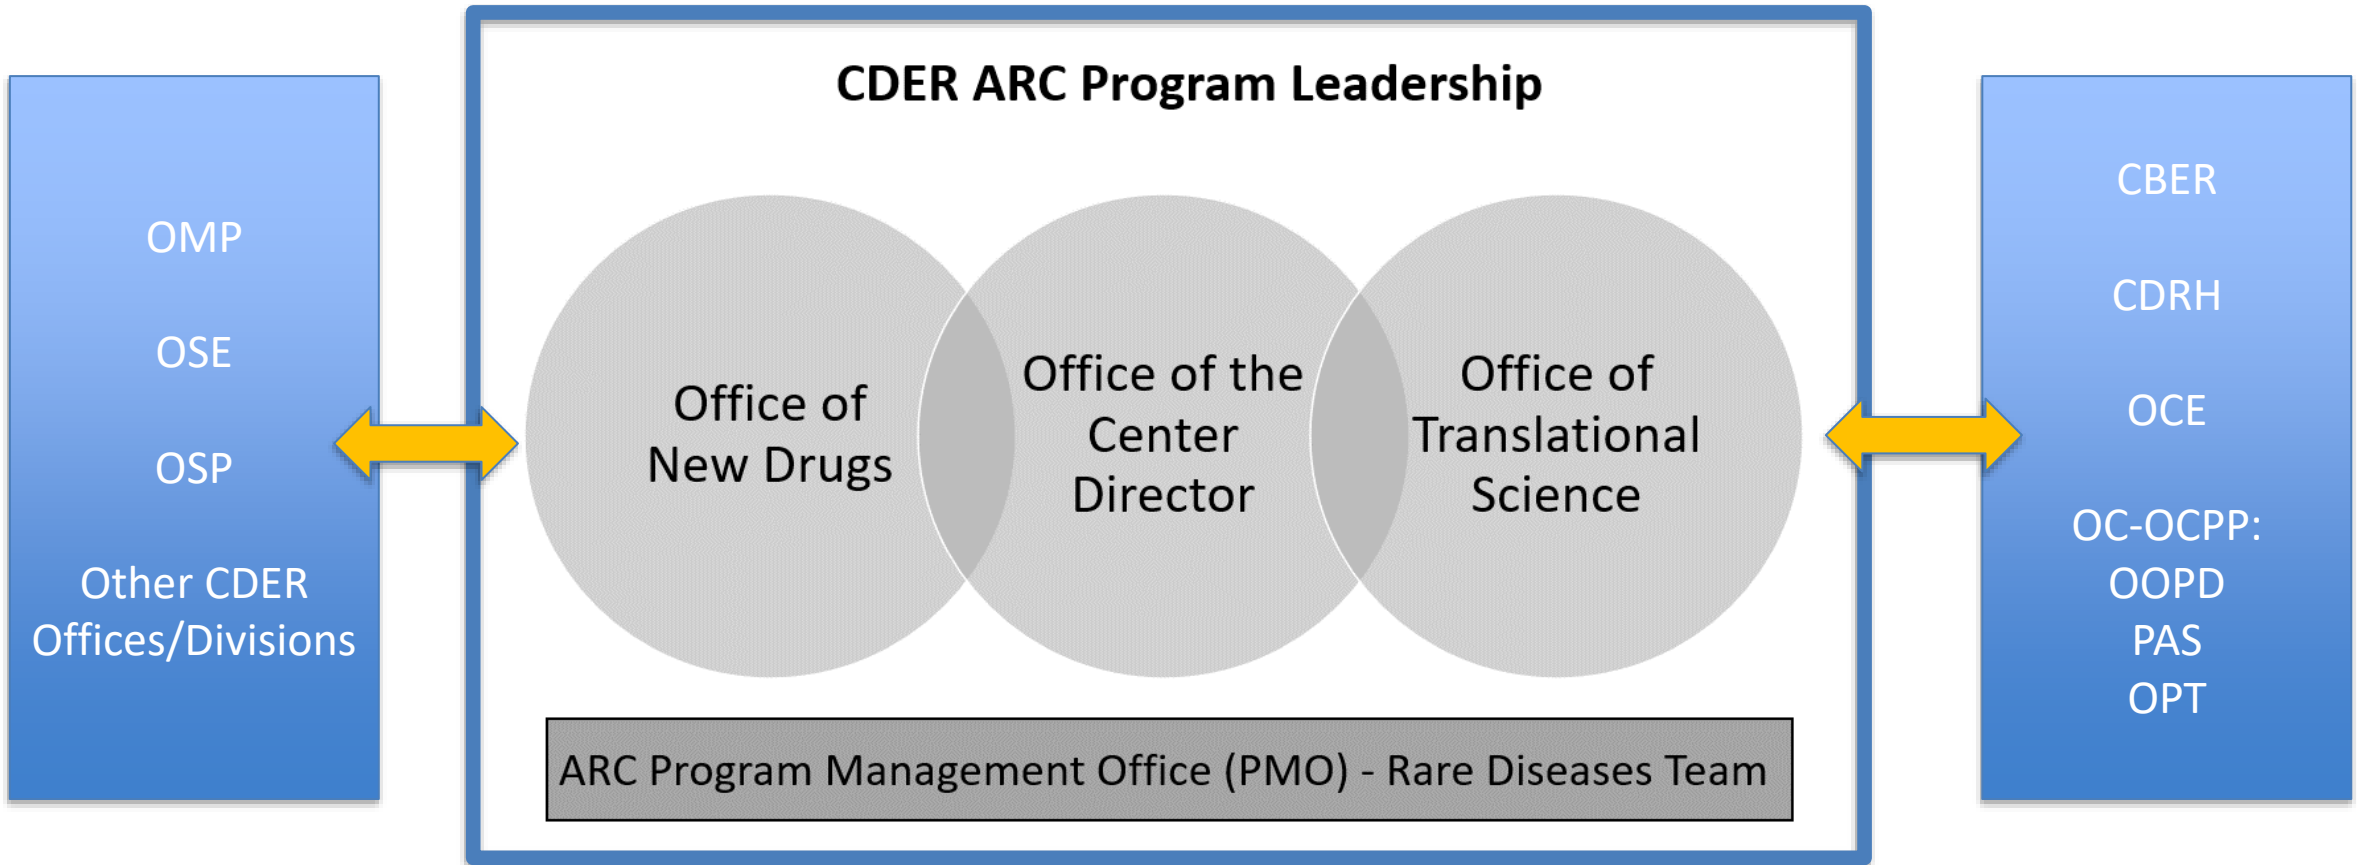 OMP
OSE
OSP
Other CDER
Offices/Divisions
CDER ARC Program Leadership
Office of
New Drugs
Office of the
Center
Director
Office of
Translational
Science
ARC Program Management Office (PMO) - Rare Diseases Team
CBER
CDRH
OCE
OC-OCPP:
OOPD
PAS
OPT